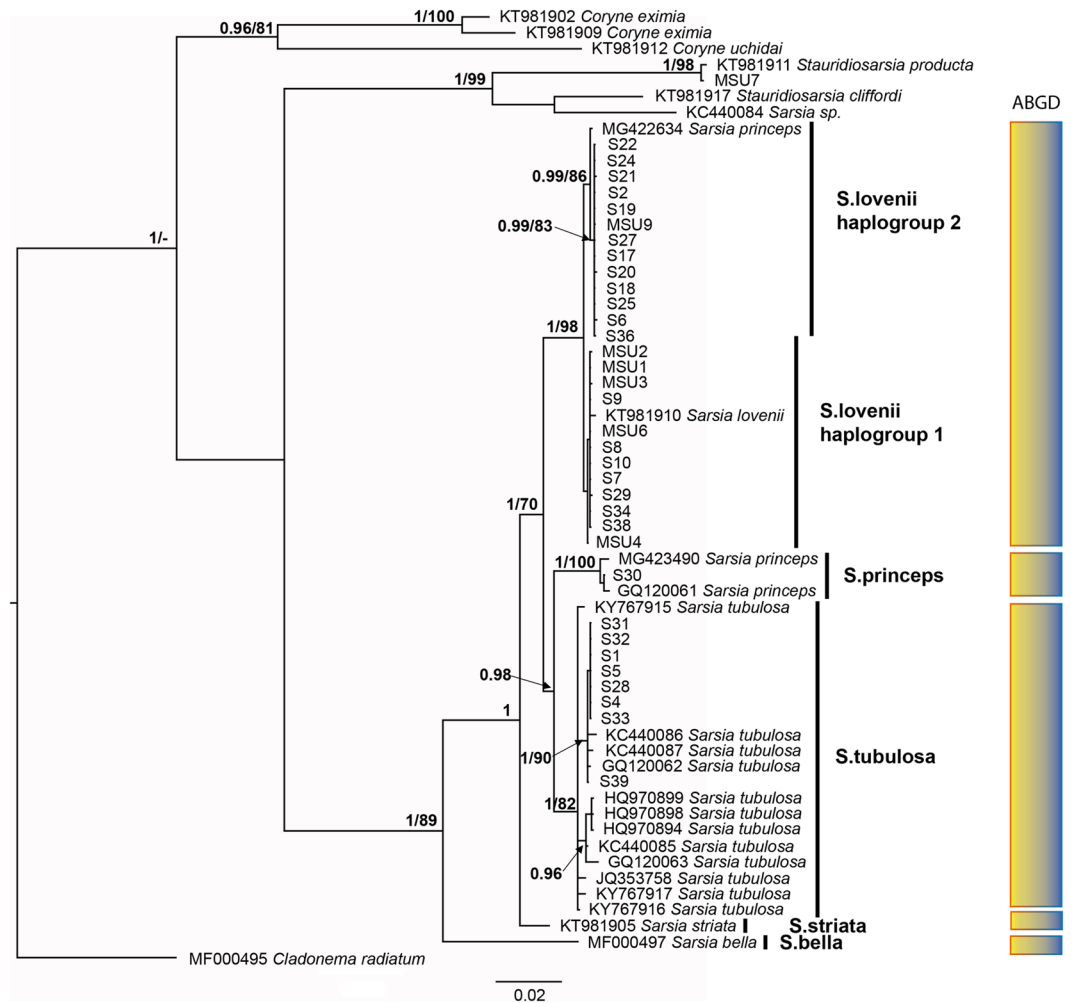 KT981902 Coryne eximia
1/100
KT981909 Coryne eximia
0.96/81
KT981912 Coryne uchidai
KT981911 Stauridiosarsia producta
1/98
MSU7
1/99
KT981917 Stauridiosarsia cliffordi
ABGD
KC440084 Sarsia sp.
MG422634 Sarsia princeps
S22
S24
0.99/86
S21
S2
S.lovenii
haplogroup 2
S19
0.99/83
MSU9
1/-
S27
S17
S20
S18
S25
S6
1/98
S36
MSU2
MSU1
MSU3
S9
S.lovenii
haplogroup 1
KT981910 Sarsia lovenii
MSU6
S8
S10
S7
S29
1/70
S34
S38
MSU4
MG423490 Sarsia princeps
1/100
S30
S.princeps
GQ120061 Sarsia princeps
KY767915 Sarsia tubulosa
S31
S32
S1
S5
0.98
S28
S4
1
S33
KC440086 Sarsia tubulosa
KC440087 Sarsia tubulosa
1/90
S.tubulosa
GQ120062 Sarsia tubulosa
S39
HQ970899 Sarsia tubulosa
1/82
HQ970898 Sarsia tubulosa
1/89
HQ970894 Sarsia tubulosa
KC440085 Sarsia tubulosa
GQ120063 Sarsia tubulosa
0.96
JQ353758 Sarsia tubulosa
KY767917 Sarsia tubulosa
KY767916 Sarsia tubulosa
KT981905 Sarsia striata
S.striata
MF000497 Sarsia bella
S.bella
MF000495 Cladonema radiatum
0.02